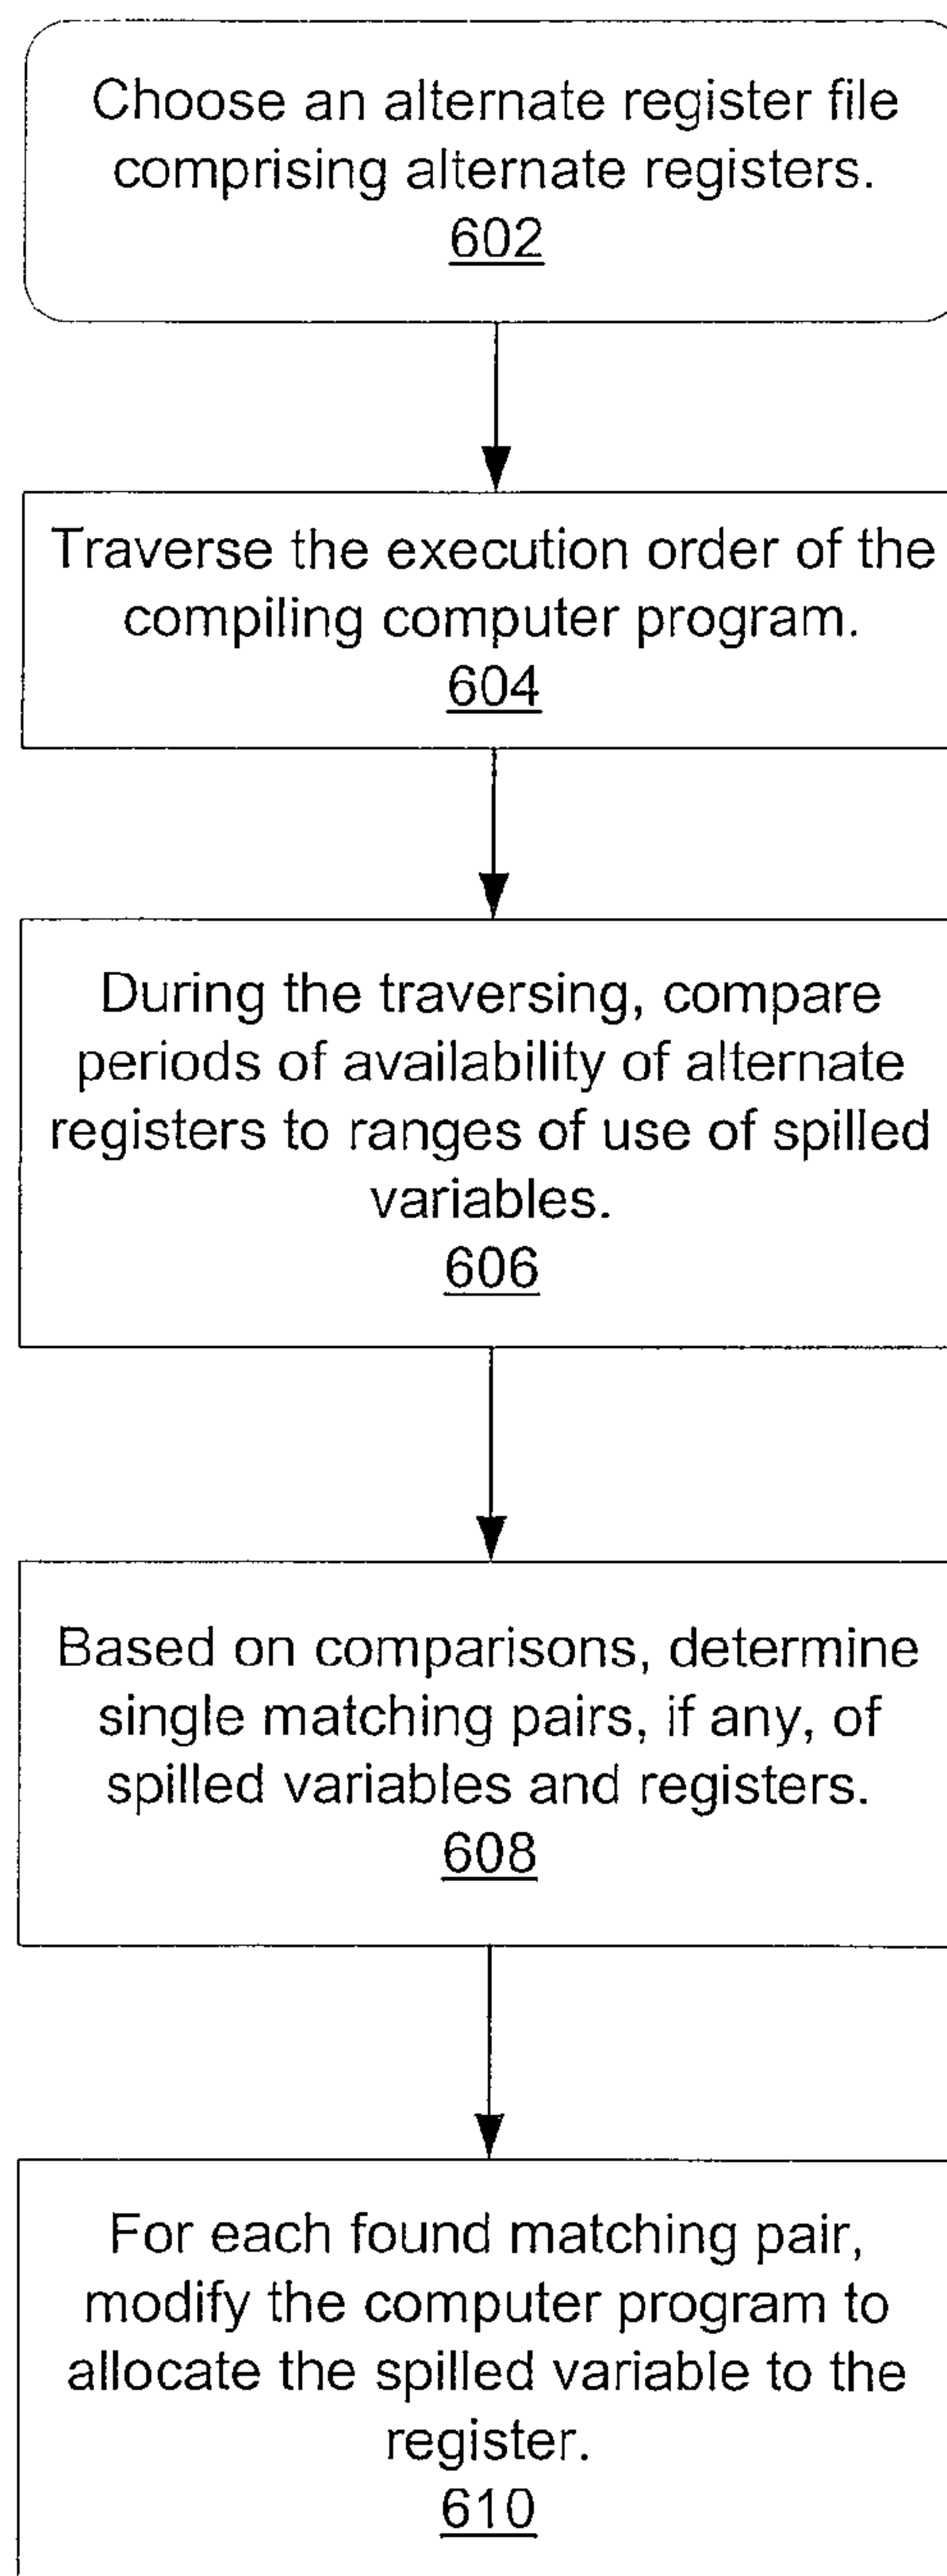 Choose an alternate register file
comprising alternate registers.
602
Traverse the execution order of the
compiling computer program.
604
During the traversing, compare
periods of availability of alternate
registers to ranges of use of spilled
variables.
606
Based on comparisons, determine
single matching pairs, if any, of
spilled variables and registers.
608
For each found matching pair,
modify the computer program to
allocate the spilled variable to the
register.
610